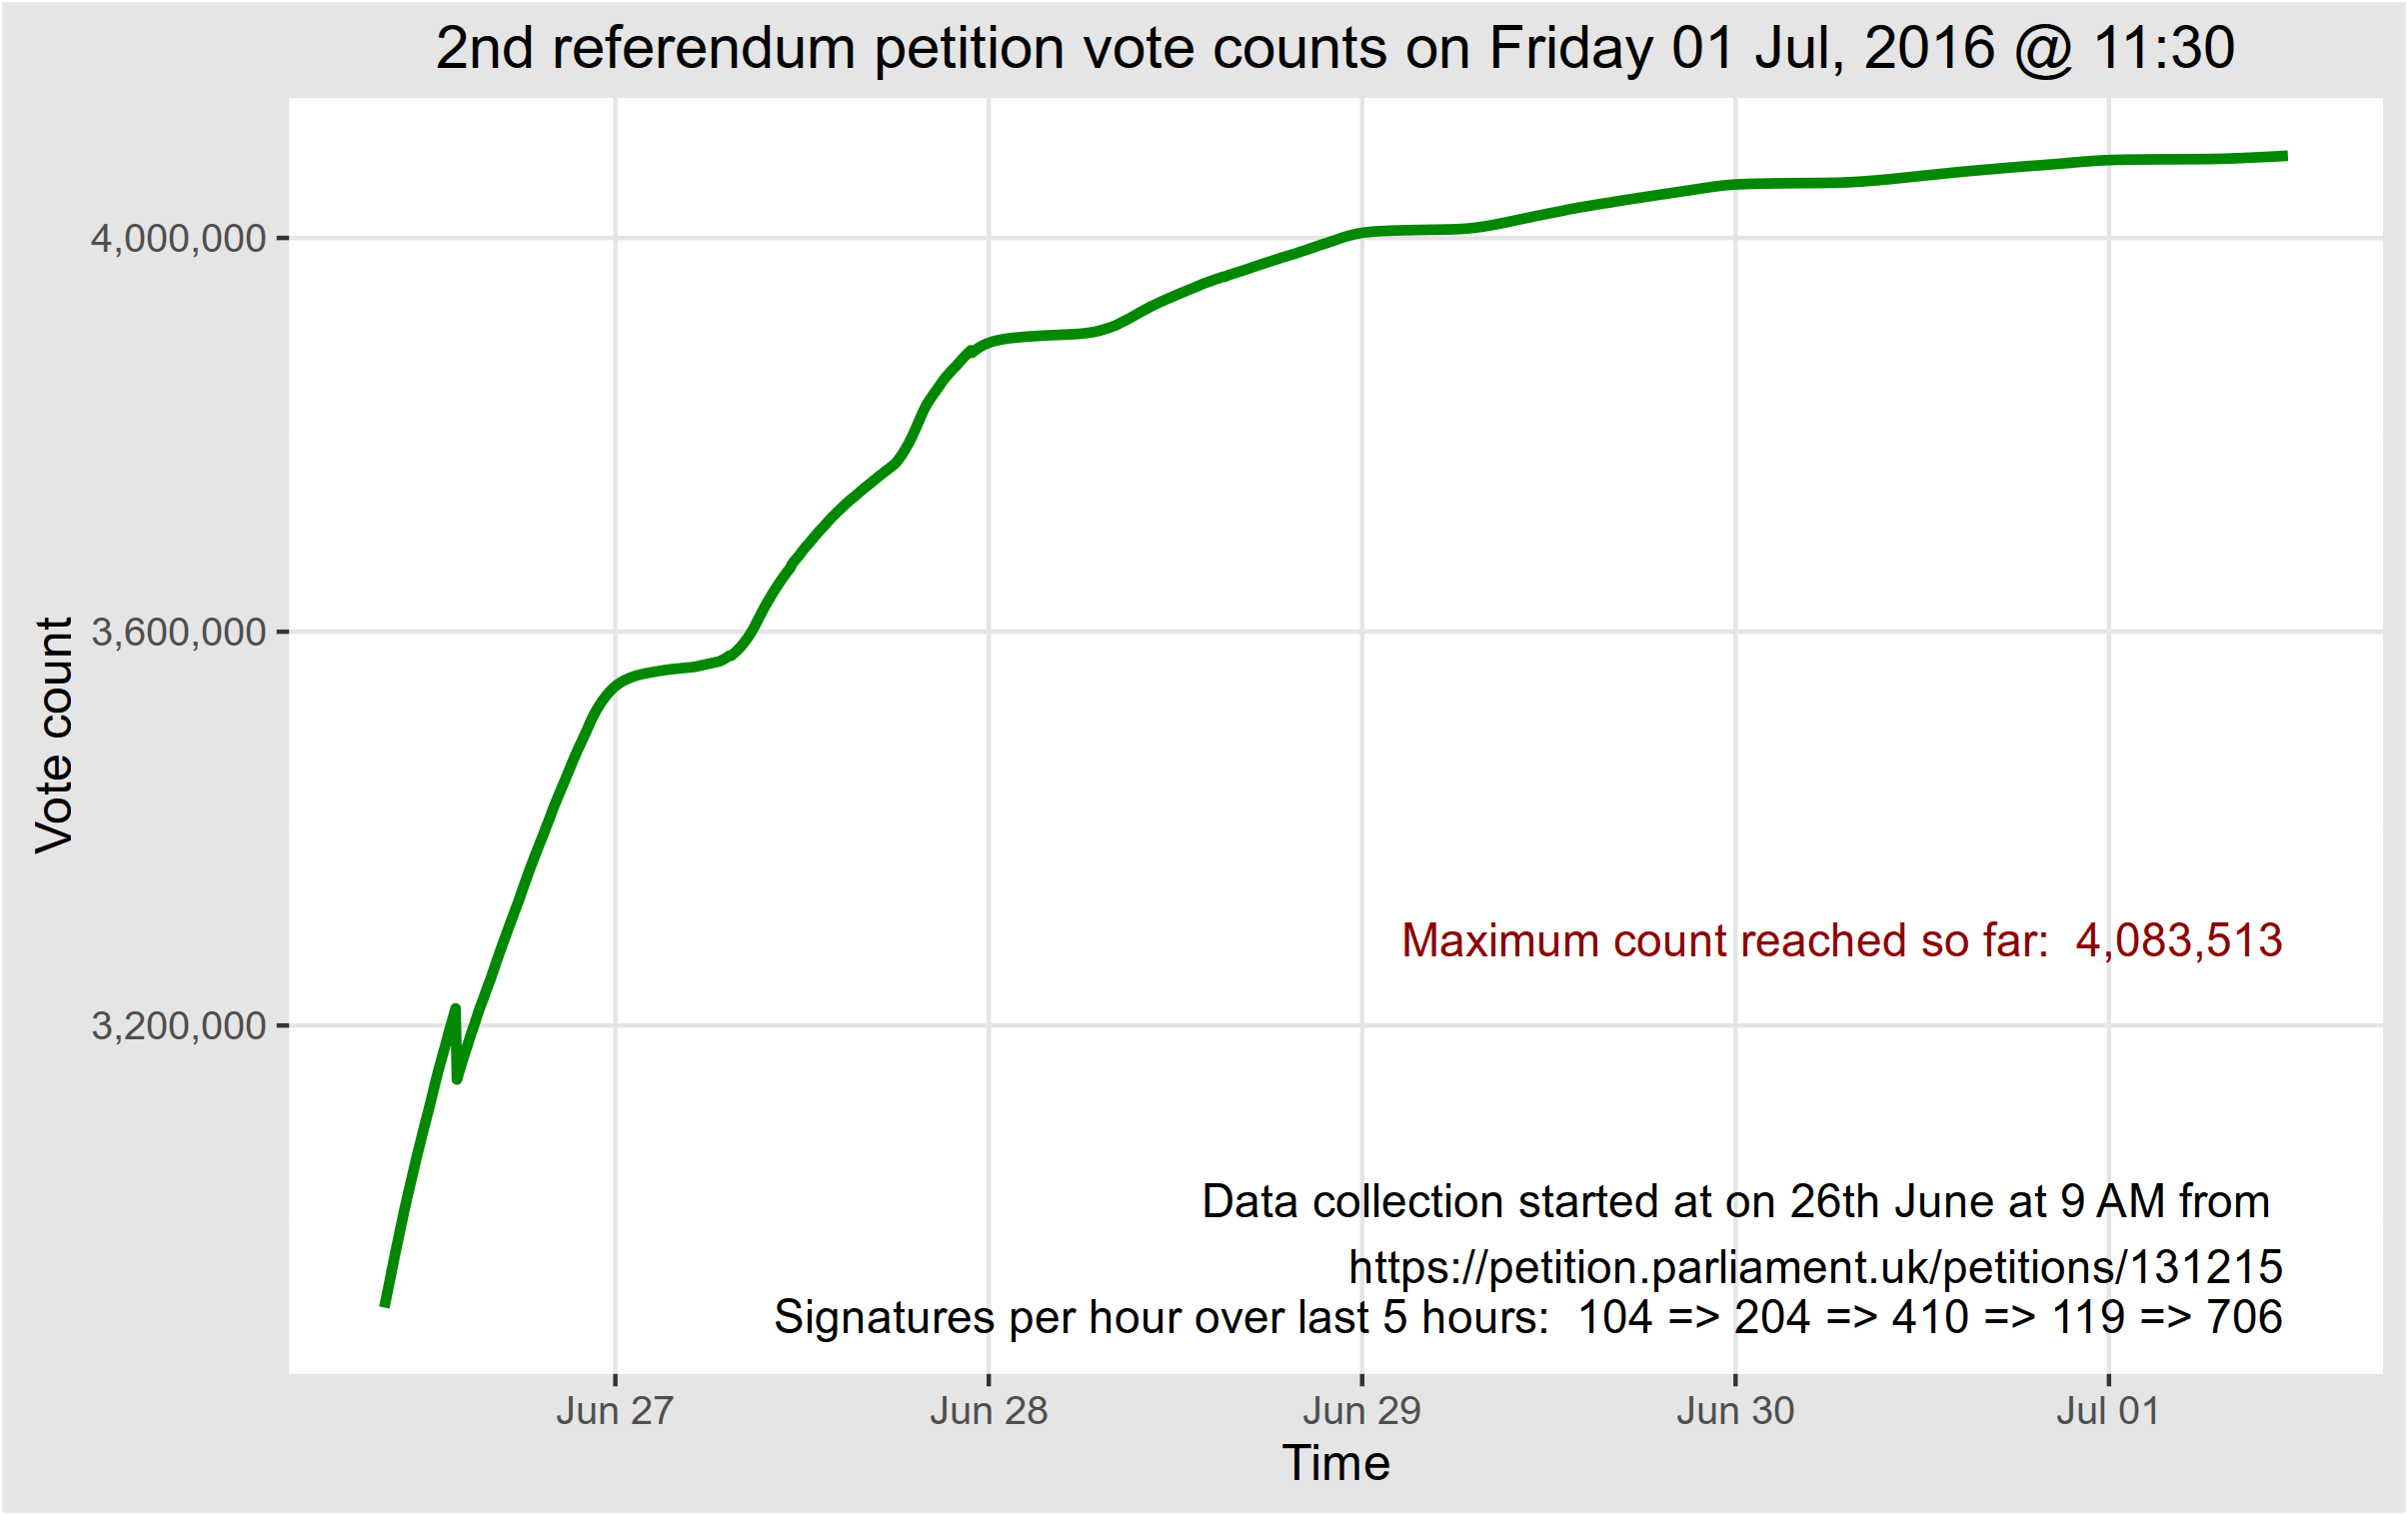 2nd referendum petition vote counts on Friday 01 Jul, 2016 @ 11:30
Vote count
4,000,000
3,600,000
3,200,000
Maximum count reached so far:  4,083,513
Data collection started at on 26th June at 9 AM from
https://petition.parliament.uk/petitions/131215
Signatures per hour over last 5 hours:  104 => 204 => 410 => 119 => 706
Jun 27
Jun 28
Jun 29
Jun 30
Jul 01
Time